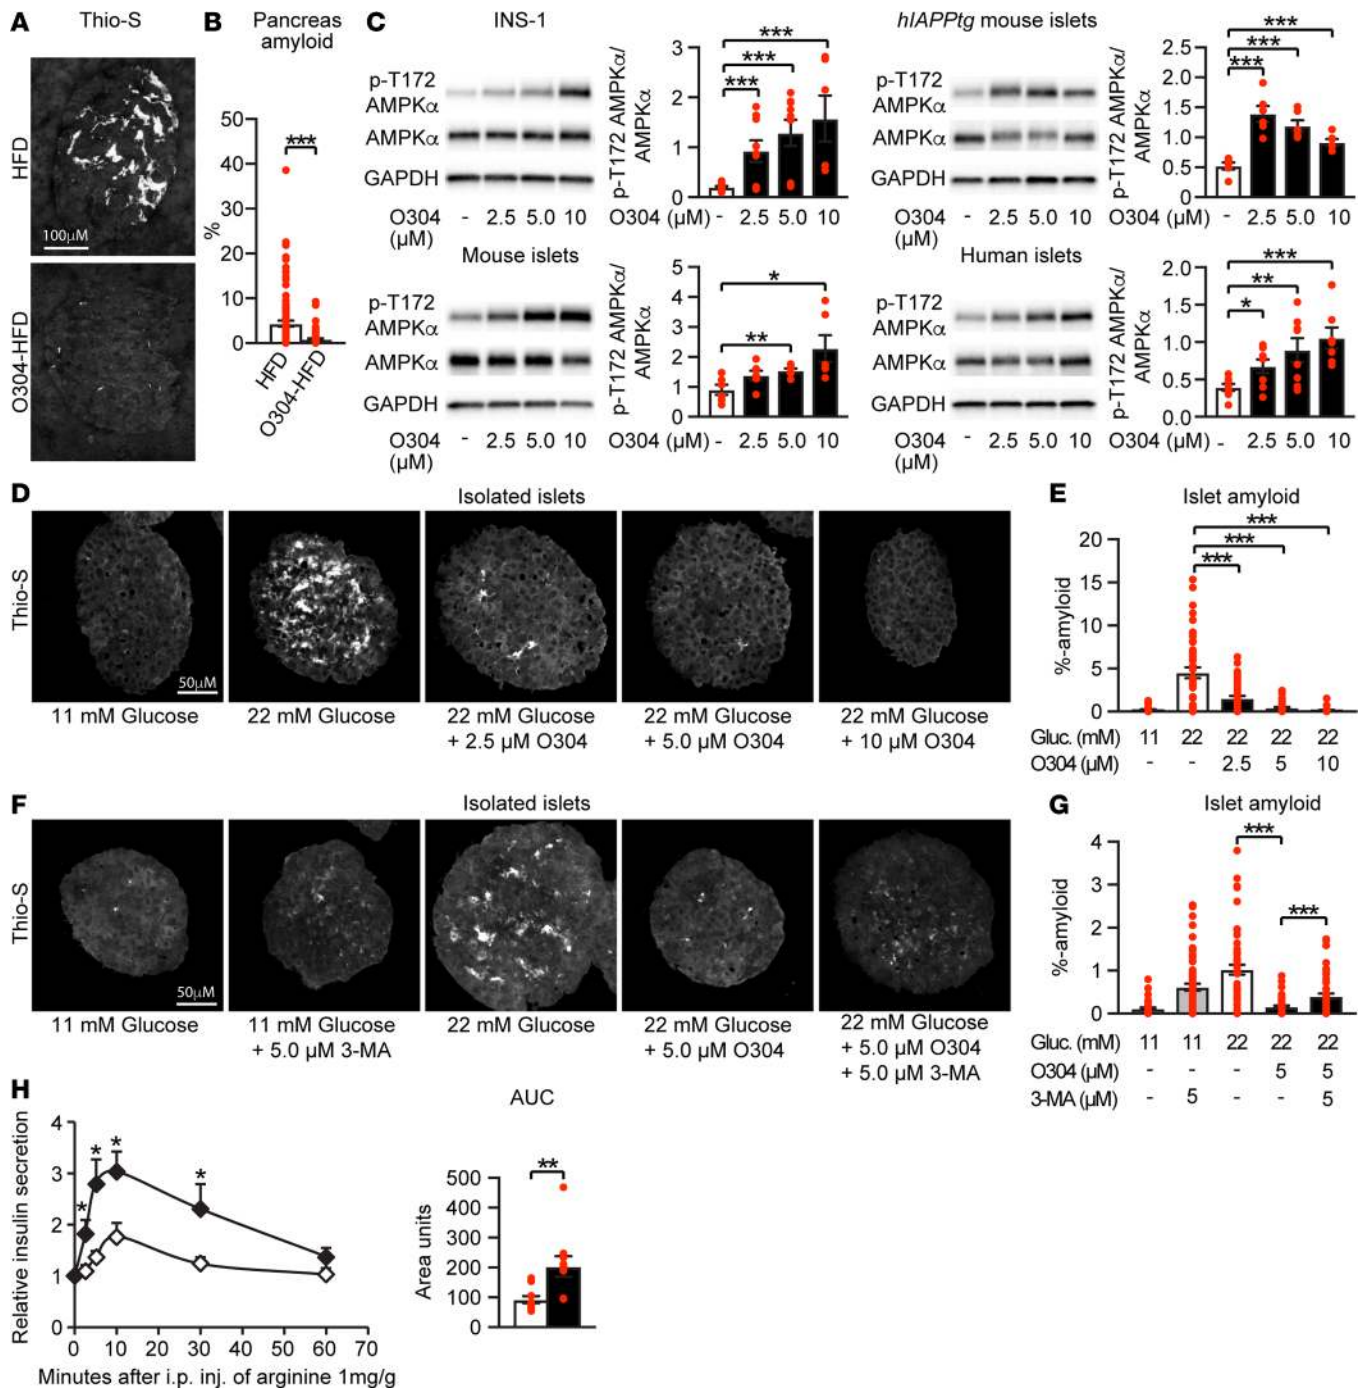 A
Thio-S
HFD
100µM
O304-HFD
B
Pancreas
amyloid
%
50
40
30
20
10
0
***
HFD
O304-HFD
C
INS-1
p-T172
AMPKα
AMPKα
GAPDH
O304 - 2.5 5.0 10
(µM)
p-T172 AMPKα/
AMPKα
3
2
1
0
***
***
***
- 2.5 5.0 10
O304 (µM)
hIAPPtg mouse islets
p-T172
AMPKα
AMPKα
GAPDH
O304 - 2.5 5.0 10
(µM)
p-T172 AMPKα/
AMPKα
2.5
2.0
1.5
1.0
0.5
0
***
***
***
- 2.5 5.0 10
O304 (µM)
Mouse islets
p-T172
AMPKα
AMPKα
GAPDH
O304 - 2.5 5.0 10
(µM)
p-T172 AMPKα/
AMPKα
5
4
3
2
1
0
*
**
- 2.5 5.0 10
O304 (µM)
Human islets
p-T172
AMPKα
AMPKα
GAPDH
O304 - 2.5 5.0 10
(µM)
p-T172 AMPKα/
AMPKα
2.0
1.5
1.0
0.5
0.0
***
**
*
- 2.5 5.0 10
O304 (µM)
D
Isolated islets
Thio-S
50µM
11 mM Glucose
22 mM Glucose
22 mM Glucose
+ 2.5 µM O304
22 mM Glucose
+ 5.0 µM O304
22 mM Glucose
+ 10 µM O304
E
Islet amyloid
%-amyloid
20
15
10
5
0
***
***
***
Gluc. (mM) 11 22 22 22 22
O304 (µM) - - 2.5 5 10
F
Isolated islets
Thio-S
50µM
11 mM Glucose
11 mM Glucose
+ 5.0 µM 3-MA
22 mM Glucose
22 mM Glucose
+ 5.0 µM O304
22 mM Glucose
+ 5.0 µM O304
+ 5.0 µM 3-MA
G
Islet amyloid
%-amyloid
4
3
2
1
0
***
***
Gluc. (mM) 11 11 22 22 22
O304 (µM) - - - 5 5
3-MA (µM) - 5 - - 5
H
Relative insulin secretion
4
3
2
1
0
* * * *
0 10 20 30 40 50 60 70
Minutes after i.p. inj. of arginine 1mg/g
AUC
Area units
500
400
300
200
100
0
**